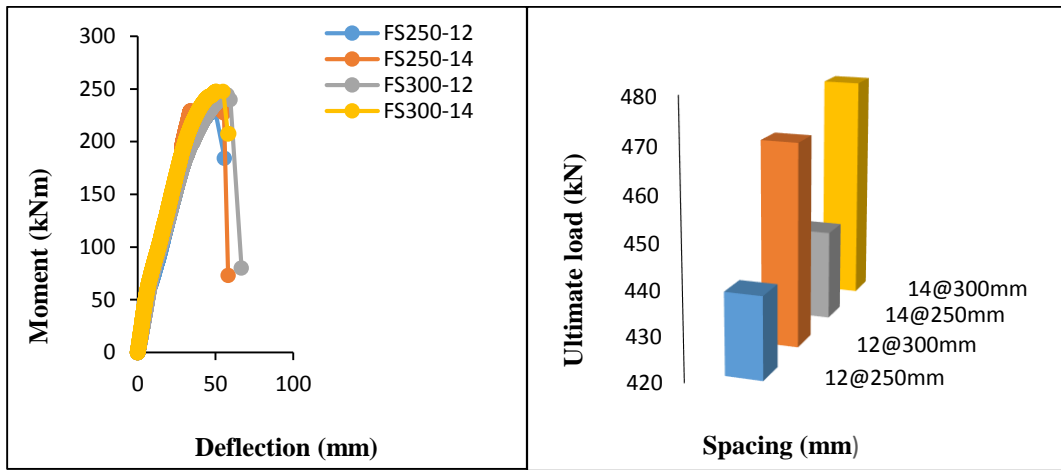 300
250
200
150
100
50
0
0 50 100
Moment (kNm)
Deflection (mm)
FS250-12
FS250-14
FS300-12
FS300-14
480
470
460
450
440
430
420
Ultimate load (kN)
14@300mm
14@250mm
12@300mm
12@250mm
Spacing (mm)